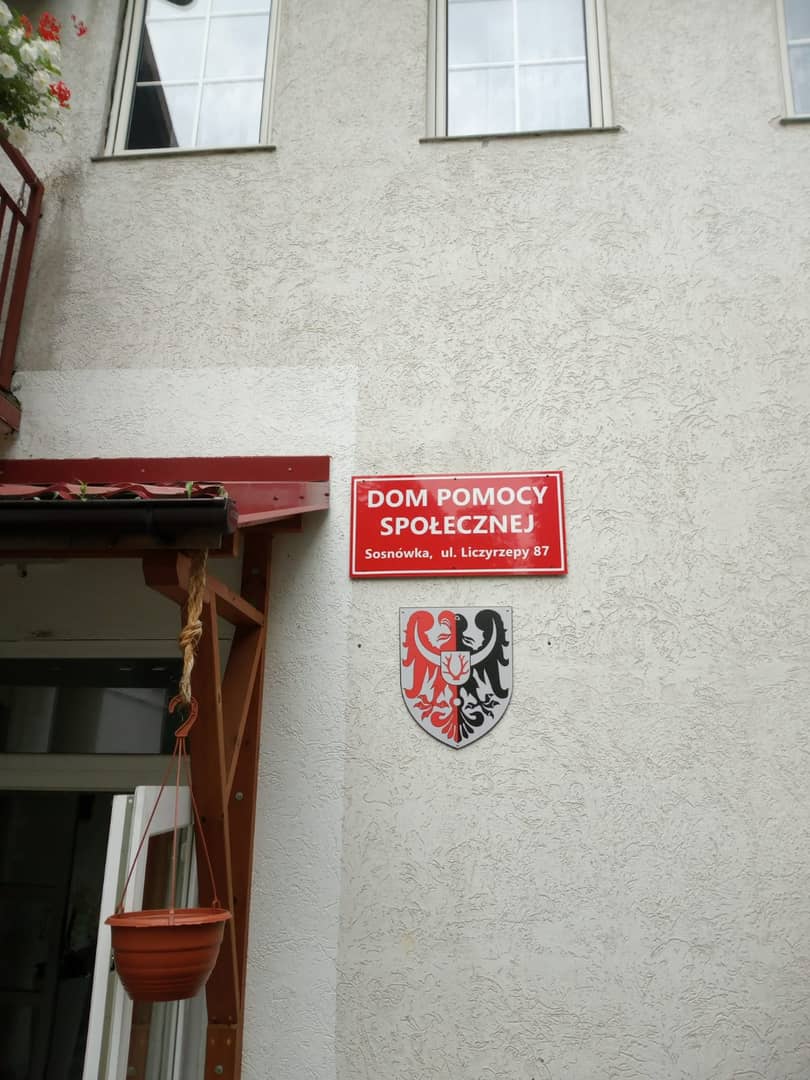 DOM POMOCY
SPOŁECZNEJ
Sosnówka, ul. Liczyrzepy 87